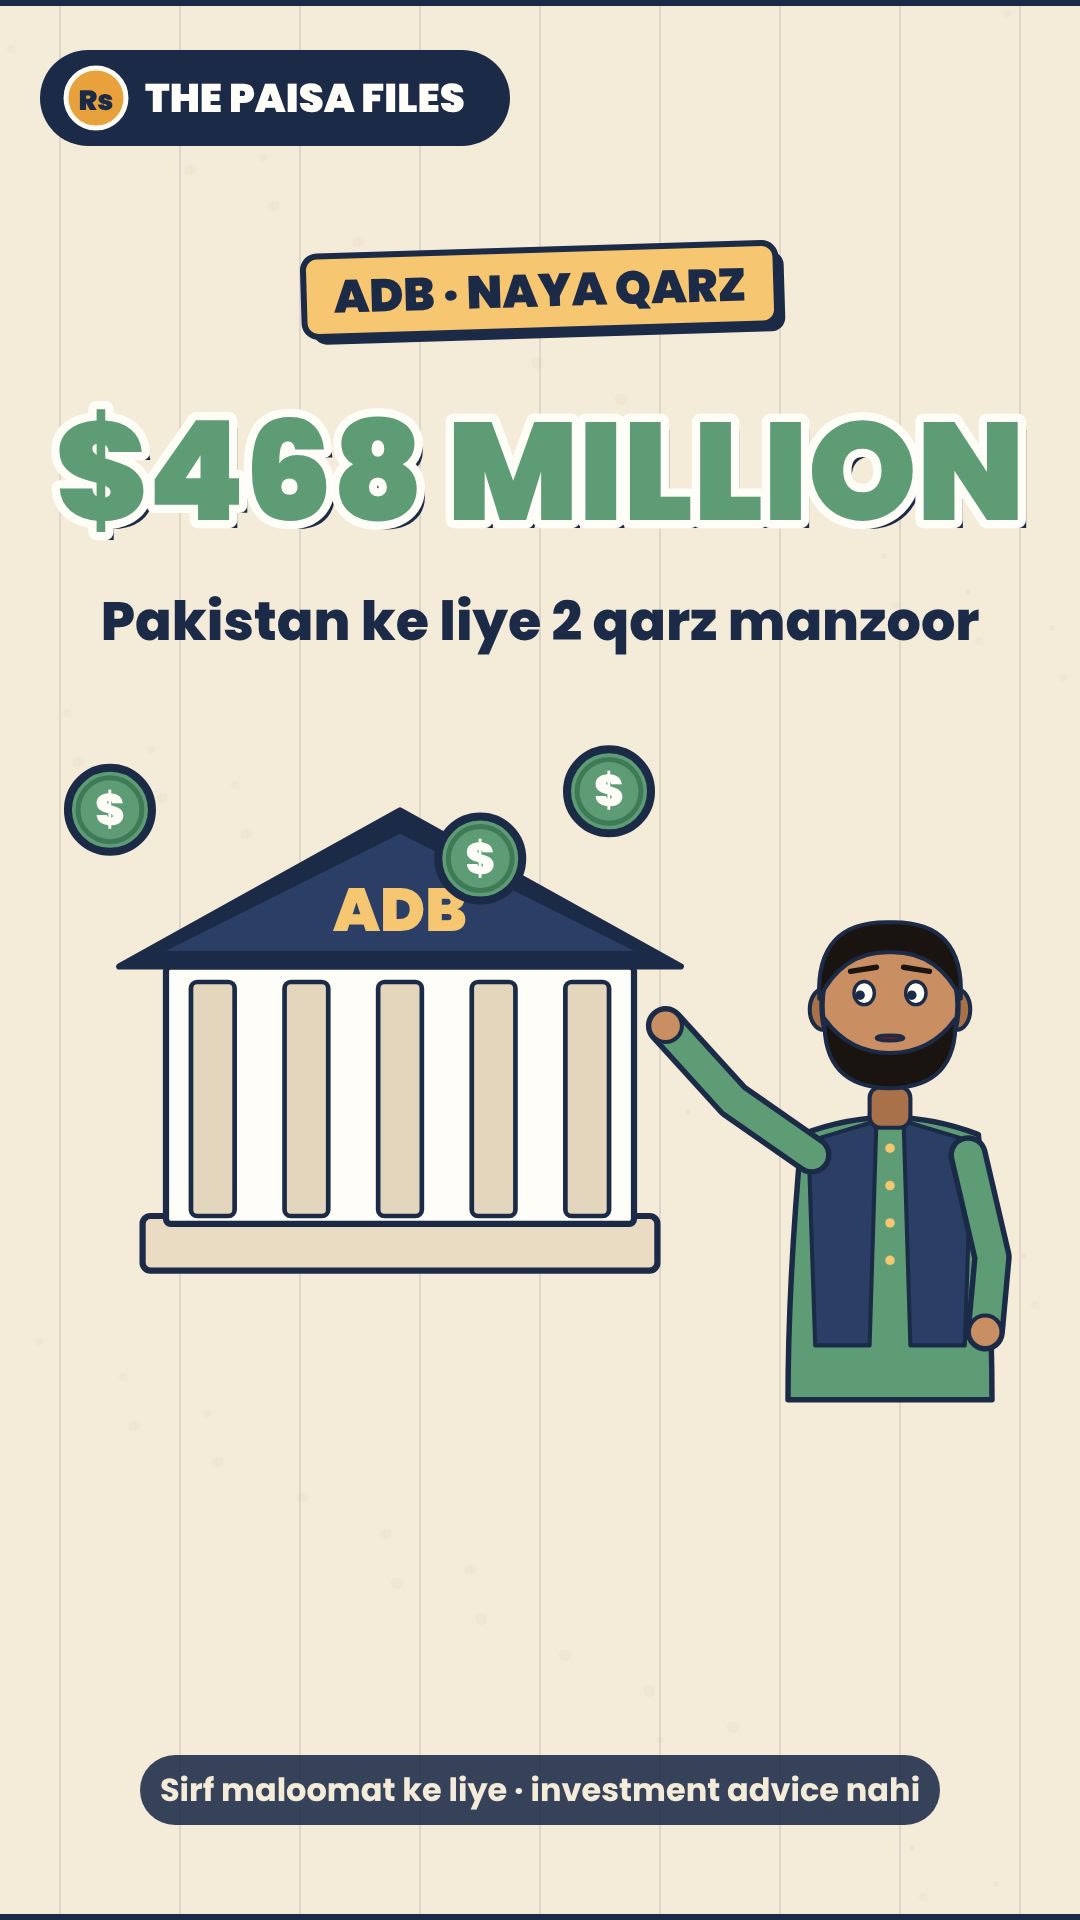 Rs THE PAISA FILES
ADB · NAYA QARZ
$468 MILLION
Pakistan ke liye 2 qarz manzoor
$
$
$
ADB
Sirf maloomat ke liye · investment advice nahi